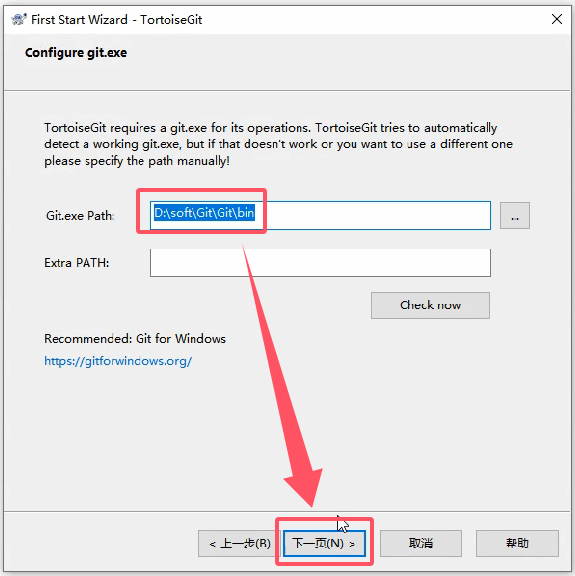 First Start Wizard - TortoiseGit
Configure git.exe
TortoiseGit requires a git.exe for its operations. TortoiseGit tries to automatically
detect a working git.exe, but if that doesn't work or you want to use a different one
please specify the path manually!
Git.exe Path:
D:\soft\Git\Git\bin
...
Extra PATH:
Check now
Recommended: Git for Windows
https://gitforwindows.org/
< 上一步(B)
下一页(N) >
取消
帮助